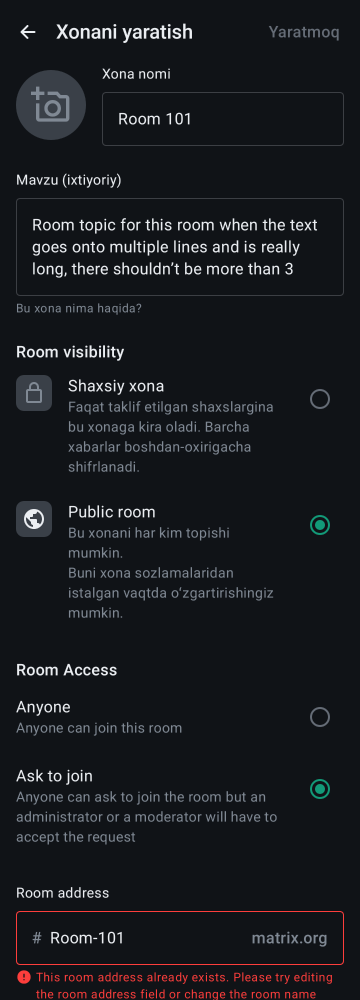 Xonani yaratish
Yaratmoq
Xona nomi
Room 101
Mavzu (ixtiyoriy)
Room topic for this room when the text
goes onto multiple lines and is really
long, there shouldn't be more than 3
Bu xona nima haqida?
Room visibility
Shaxsiy xona
Faqat taklif etilgan shaxslargina
bu xonaga kira oladi. Barcha
xabarlar boshdan-oxirigacha
shifrlanadi.
Public room
Bu xonani har kim topishi
mumkin.
Buni xona sozlamalaridan
istalgan vaqtda oʻzgartirishingiz
mumkin.
Room Access
Anyone
Anyone can join this room
Ask to join
Anyone can ask to join the room but an
administrator or a moderator will have to
accept the request
Room address
# Room-101 matrix.org
This room address already exists. Please try editing
the room address field or change the room name